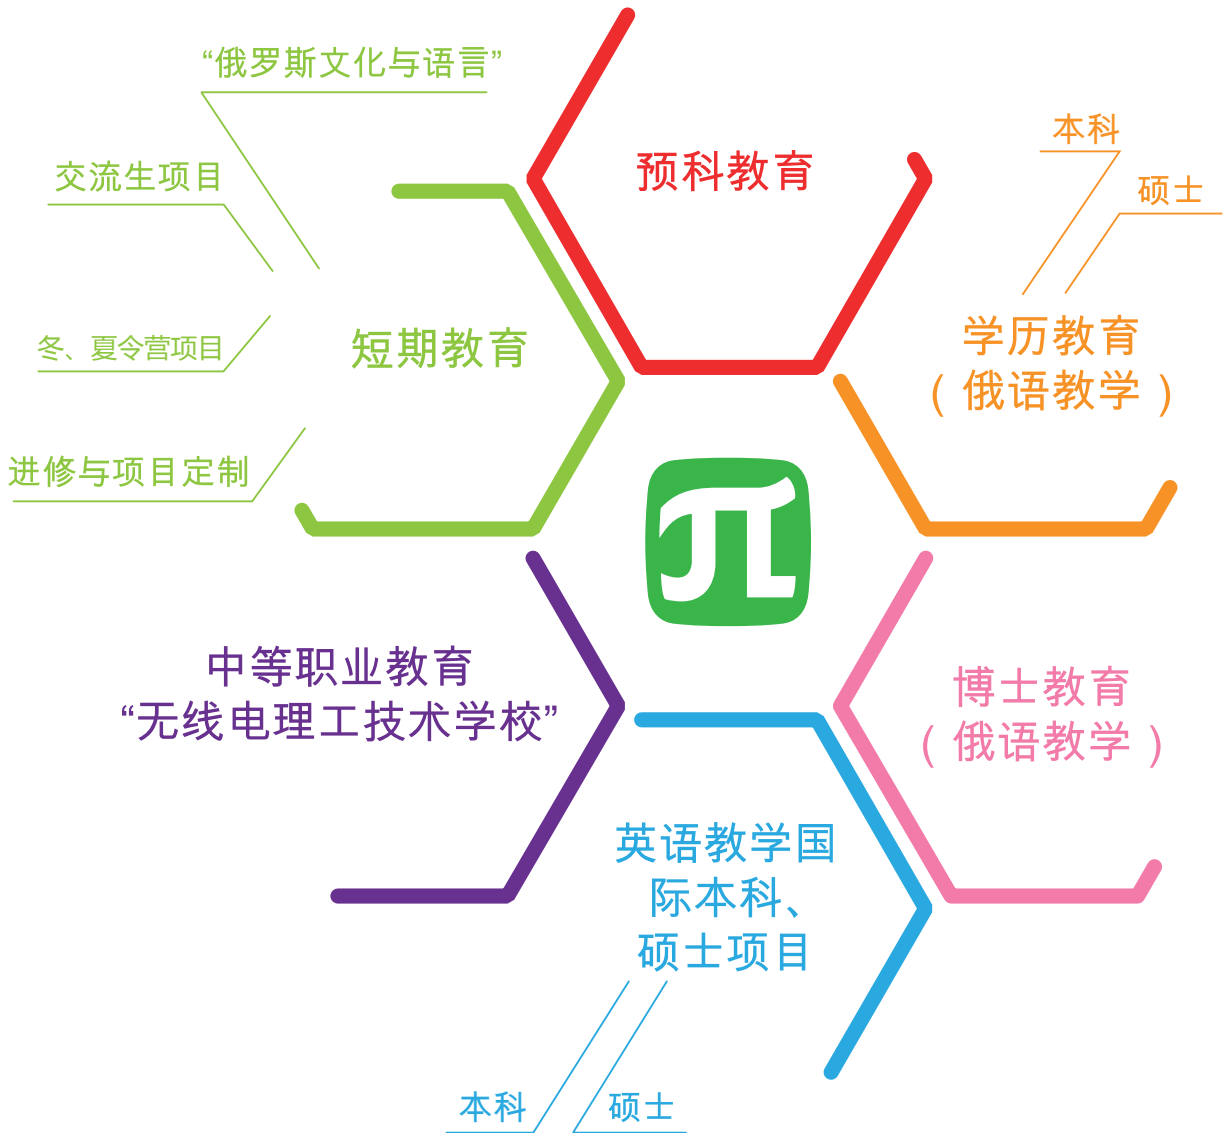 “俄罗斯文化与语言”
交流生项目
冬、夏令营项目
进修与项目定制
短期教育
预科教育
本科
硕士
学历教育
（俄语教学）
中等职业教育
“无线电理工技术学校”
博士教育
（俄语教学）
英语教学国
际本科、
硕士项目
本科
硕士